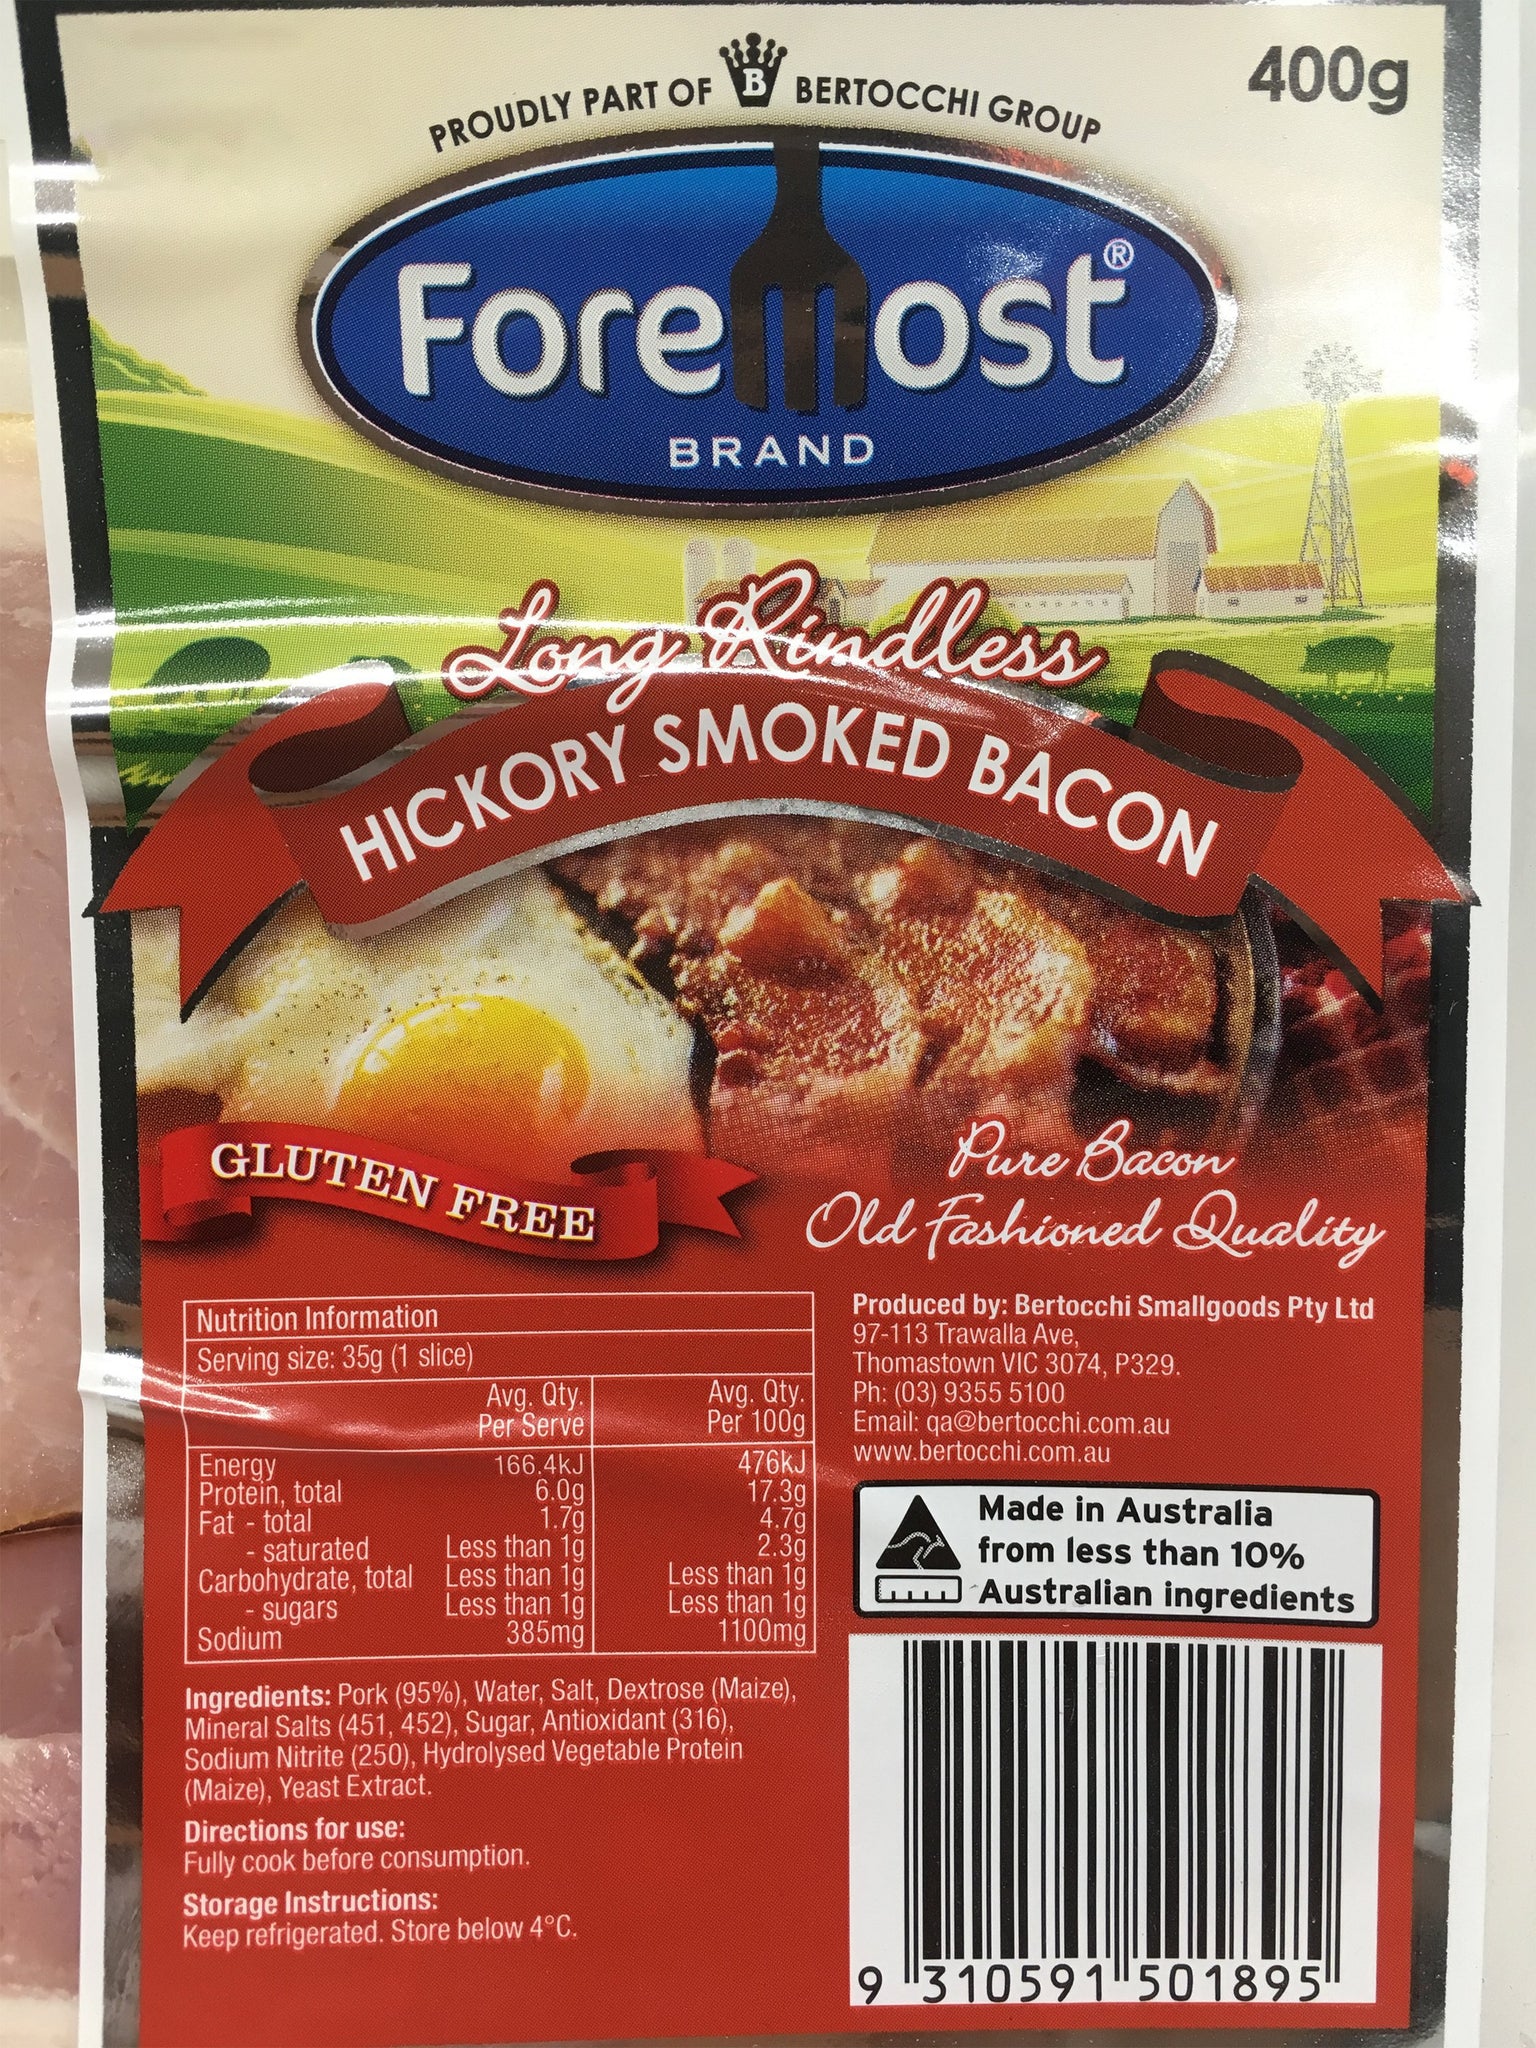 400g
PROUDLY PART OF B BERTOCCHI GROUP
Foremost®
BRAND
Long Rindless
HICKORY SMOKED BACON
GLUTEN FREE
Pure Bacon
Old Fashioned Quality
Nutrition Information
Serving size: 35g (1 slice)
Avg. Qty. Avg. Qty.
Per Serve Per 100g
Energy 166.4kJ 476kJ
Protein, total 6.0g 17.3g
Fat - total 1.7g 4.7g
- saturated Less than 1g 2.3g
Carbohydrate, total Less than 1g Less than 1g
- sugars Less than 1g Less than 1g
Sodium 385mg 1100mg
Ingredients: Pork (95%), Water, Salt, Dextrose (Maize),
Mineral Salts (451, 452), Sugar, Antioxidant (316),
Sodium Nitrite (250), Hydrolysed Vegetable Protein
(Maize), Yeast Extract.
Directions for use:
Fully cook before consumption.
Storage Instructions:
Keep refrigerated. Store below 4°C.
Produced by: Bertocchi Smallgoods Pty Ltd
97-113 Trawalla Ave,
Thomastown VIC 3074, P329.
Ph: (03) 9355 5100
Email: qa@bertocchi.com.au
www.bertocchi.com.au
Made in Australia
from less than 10%
Australian ingredients
9 310591 501895